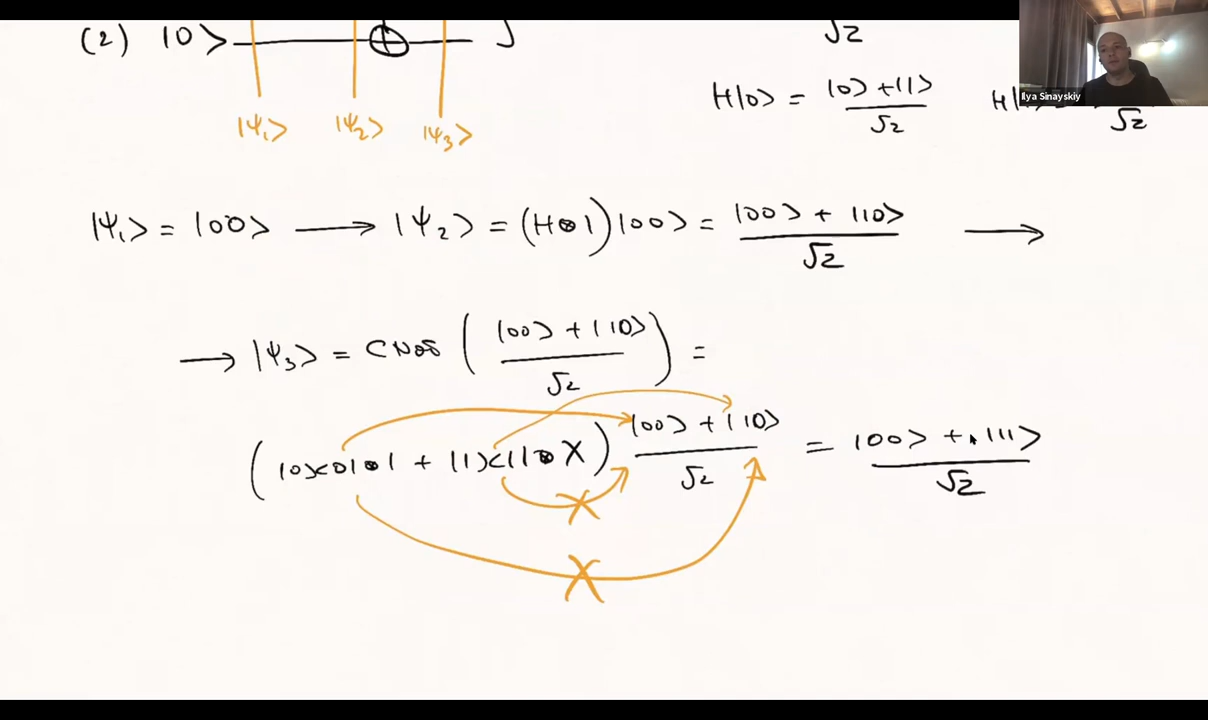 (2) |0>
√2
H|0> = |0> + |1> / √2
H|
√2
Ilya Sinayskiy
|Ψ₁> |Ψ₂> |Ψ₃>
|Ψ₁> = |00> ⟶ |Ψ₂> = (H⊗1)|00> = |00> + |10> / √2 ⟶
⟶ |Ψ₃> = CNOT ( |00> + |10> / √2 ) =
( |0><0|⊗1 + |1><1|⊗X ) |00> + |10> / √2 = |00> + |11> / √2